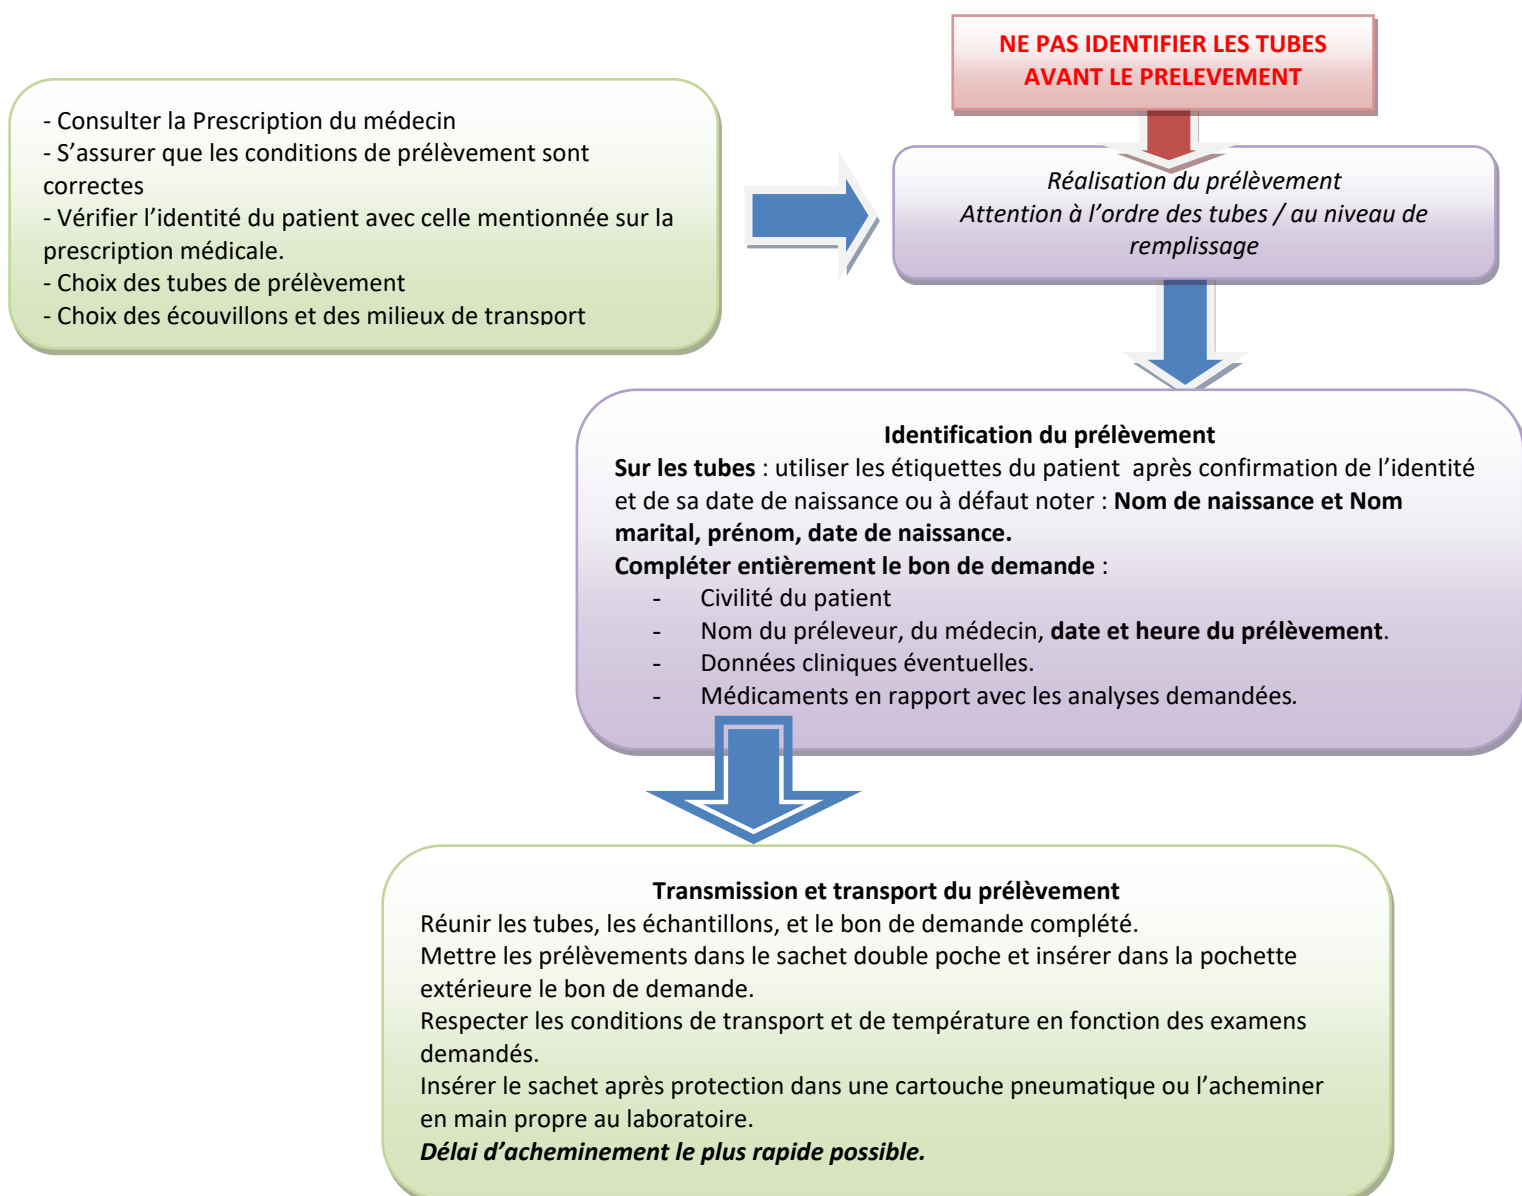 NE PAS IDENTIFIER LES TUBES
AVANT LE PRELEVEMENT
- Consulter la Prescription du médecin
- S’assurer que les conditions de prélèvement sont
correctes
- Vérifier l’identité du patient avec celle mentionnée sur la
prescription médicale.
- Choix des tubes de prélèvement
- Choix des écouvillons et des milieux de transport
Réalisation du prélèvement
Attention à l’ordre des tubes / au niveau de
remplissage
Identification du prélèvement
Sur les tubes : utiliser les étiquettes du patient  après confirmation de l’identité
et de sa date de naissance ou à défaut noter : Nom de naissance et Nom
marital, prénom, date de naissance.
Compléter entièrement le bon de demande :
- Civilité du patient
- Nom du préleveur, du médecin, date et heure du prélèvement.
- Données cliniques éventuelles.
- Médicaments en rapport avec les analyses demandées.
Transmission et transport du prélèvement
Réunir les tubes, les échantillons, et le bon de demande complété.
Mettre les prélèvements dans le sachet double poche et insérer dans la pochette
extérieure le bon de demande.
Respecter les conditions de transport et de température en fonction des examens
demandés.
Insérer le sachet après protection dans une cartouche pneumatique ou l’acheminer
en main propre au laboratoire.
Délai d’acheminement le plus rapide possible.